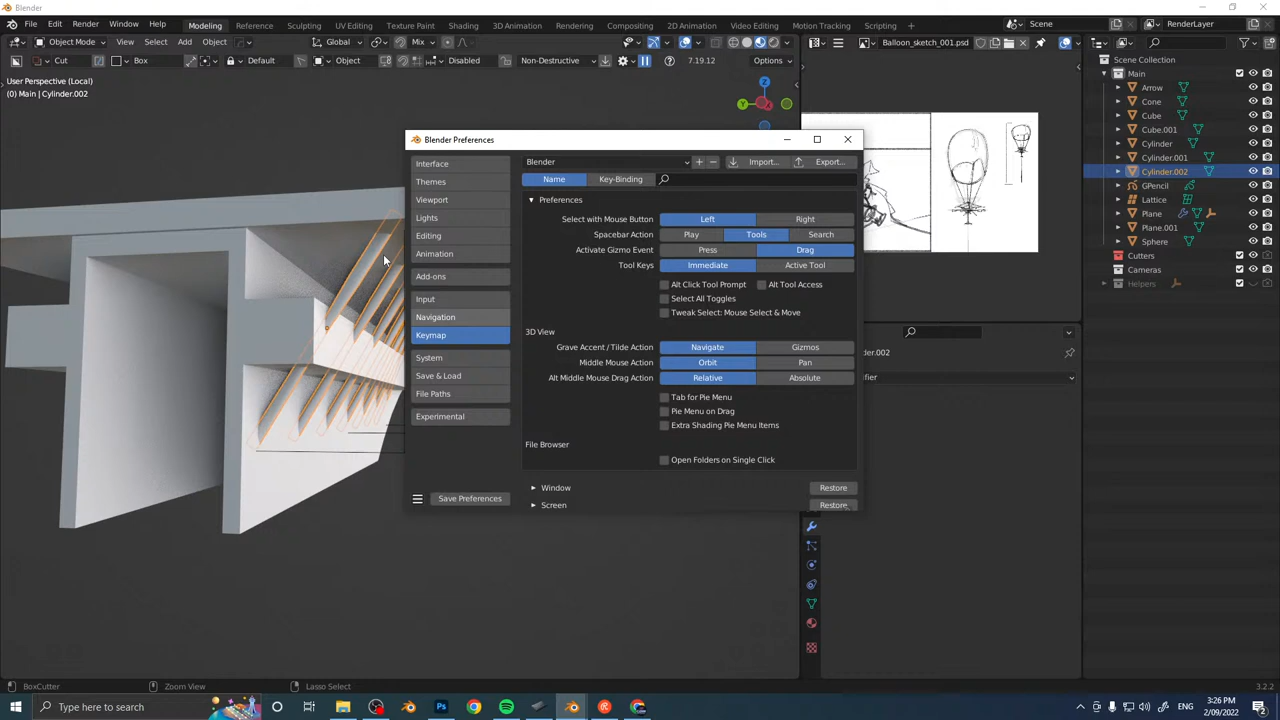 Blender
File Edit Render Window Help Modeling Reference Sculpting UV Editing Texture Paint Shading 3D Animation Rendering Compositing 2D Animation Video Editing Motion Tracking Scripting + Scene RenderLayer
Object Mode View Select Add Object Global Mix Balloon_sketch_001.psd
Cut Box Default Object Disabled Non-Destructive 7.19.12 Options
User Perspective (Local)
(0) Main | Cylinder.002
Scene Collection
Main
Arrow
Cone
Cube
Cube.001
Cylinder
Cylinder.001
Cylinder.002
GPencil
Lattice
Plane
Plane.001
Sphere
Cutters
Cameras
Helpers
Blender Preferences
Interface
Themes
Viewport
Lights
Editing
Animation
Add-ons
Input
Navigation
Keymap
System
Save & Load
File Paths
Experimental
Save Preferences
Blender Import... Export...
Name Key-Binding
Preferences
Select with Mouse Button Left Right
Spacebar Action Play Tools Search
Activate Gizmo Event Press Drag
Tool Keys Immediate Active Tool
Alt Click Tool Prompt Alt Tool Access
Select All Toggles
Tweak Select: Mouse Select & Move
3D View
Grave Accent / Tilde Action Navigate Gizmos
Middle Mouse Action Orbit Pan
Alt Middle Mouse Drag Action Relative Absolute
Tab for Pie Menu
Pie Menu on Drag
Extra Shading Pie Menu Items
File Browser
Open Folders on Single Click
Window Restore
Screen Restore
.002
ifier
BoxCutter Zoom View Lasso Select 3.2.2
Type here to search
ENG
3:26 PM
2/09/2022